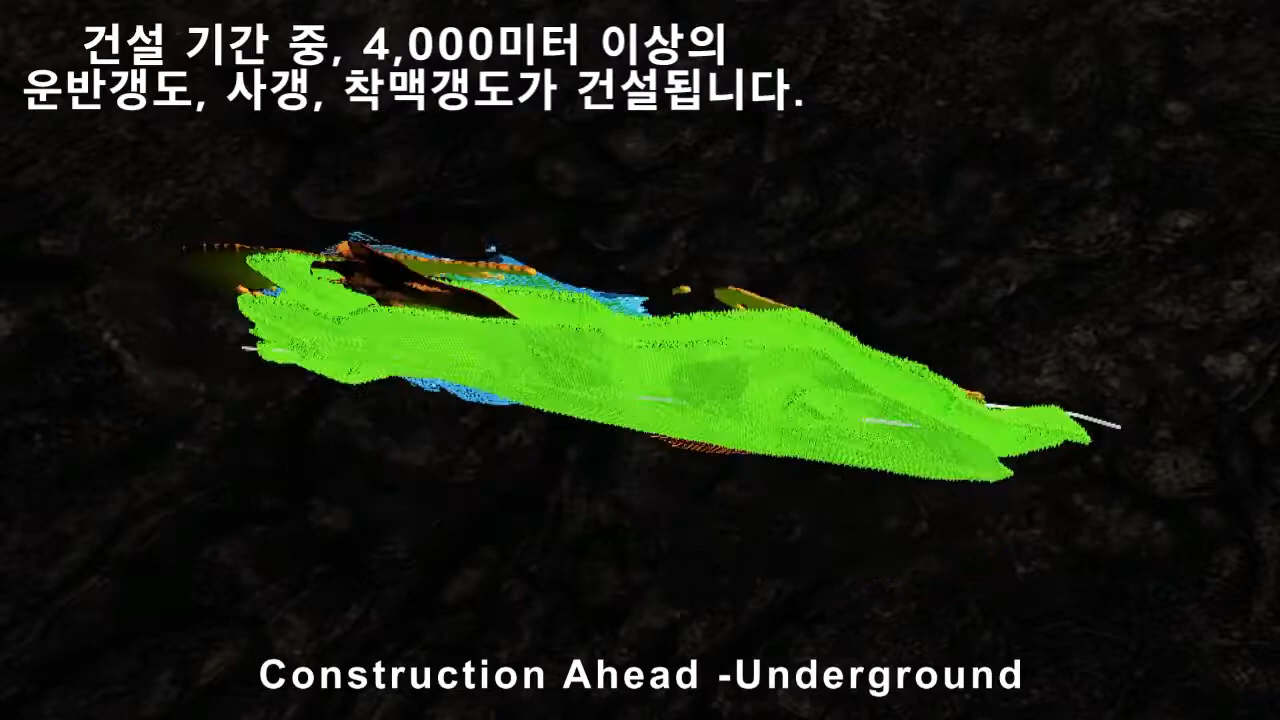 건설 기간 중, 4,000미터 이상의
운반갱도, 사갱, 착맥갱도가 건설됩니다.
Construction Ahead -Underground